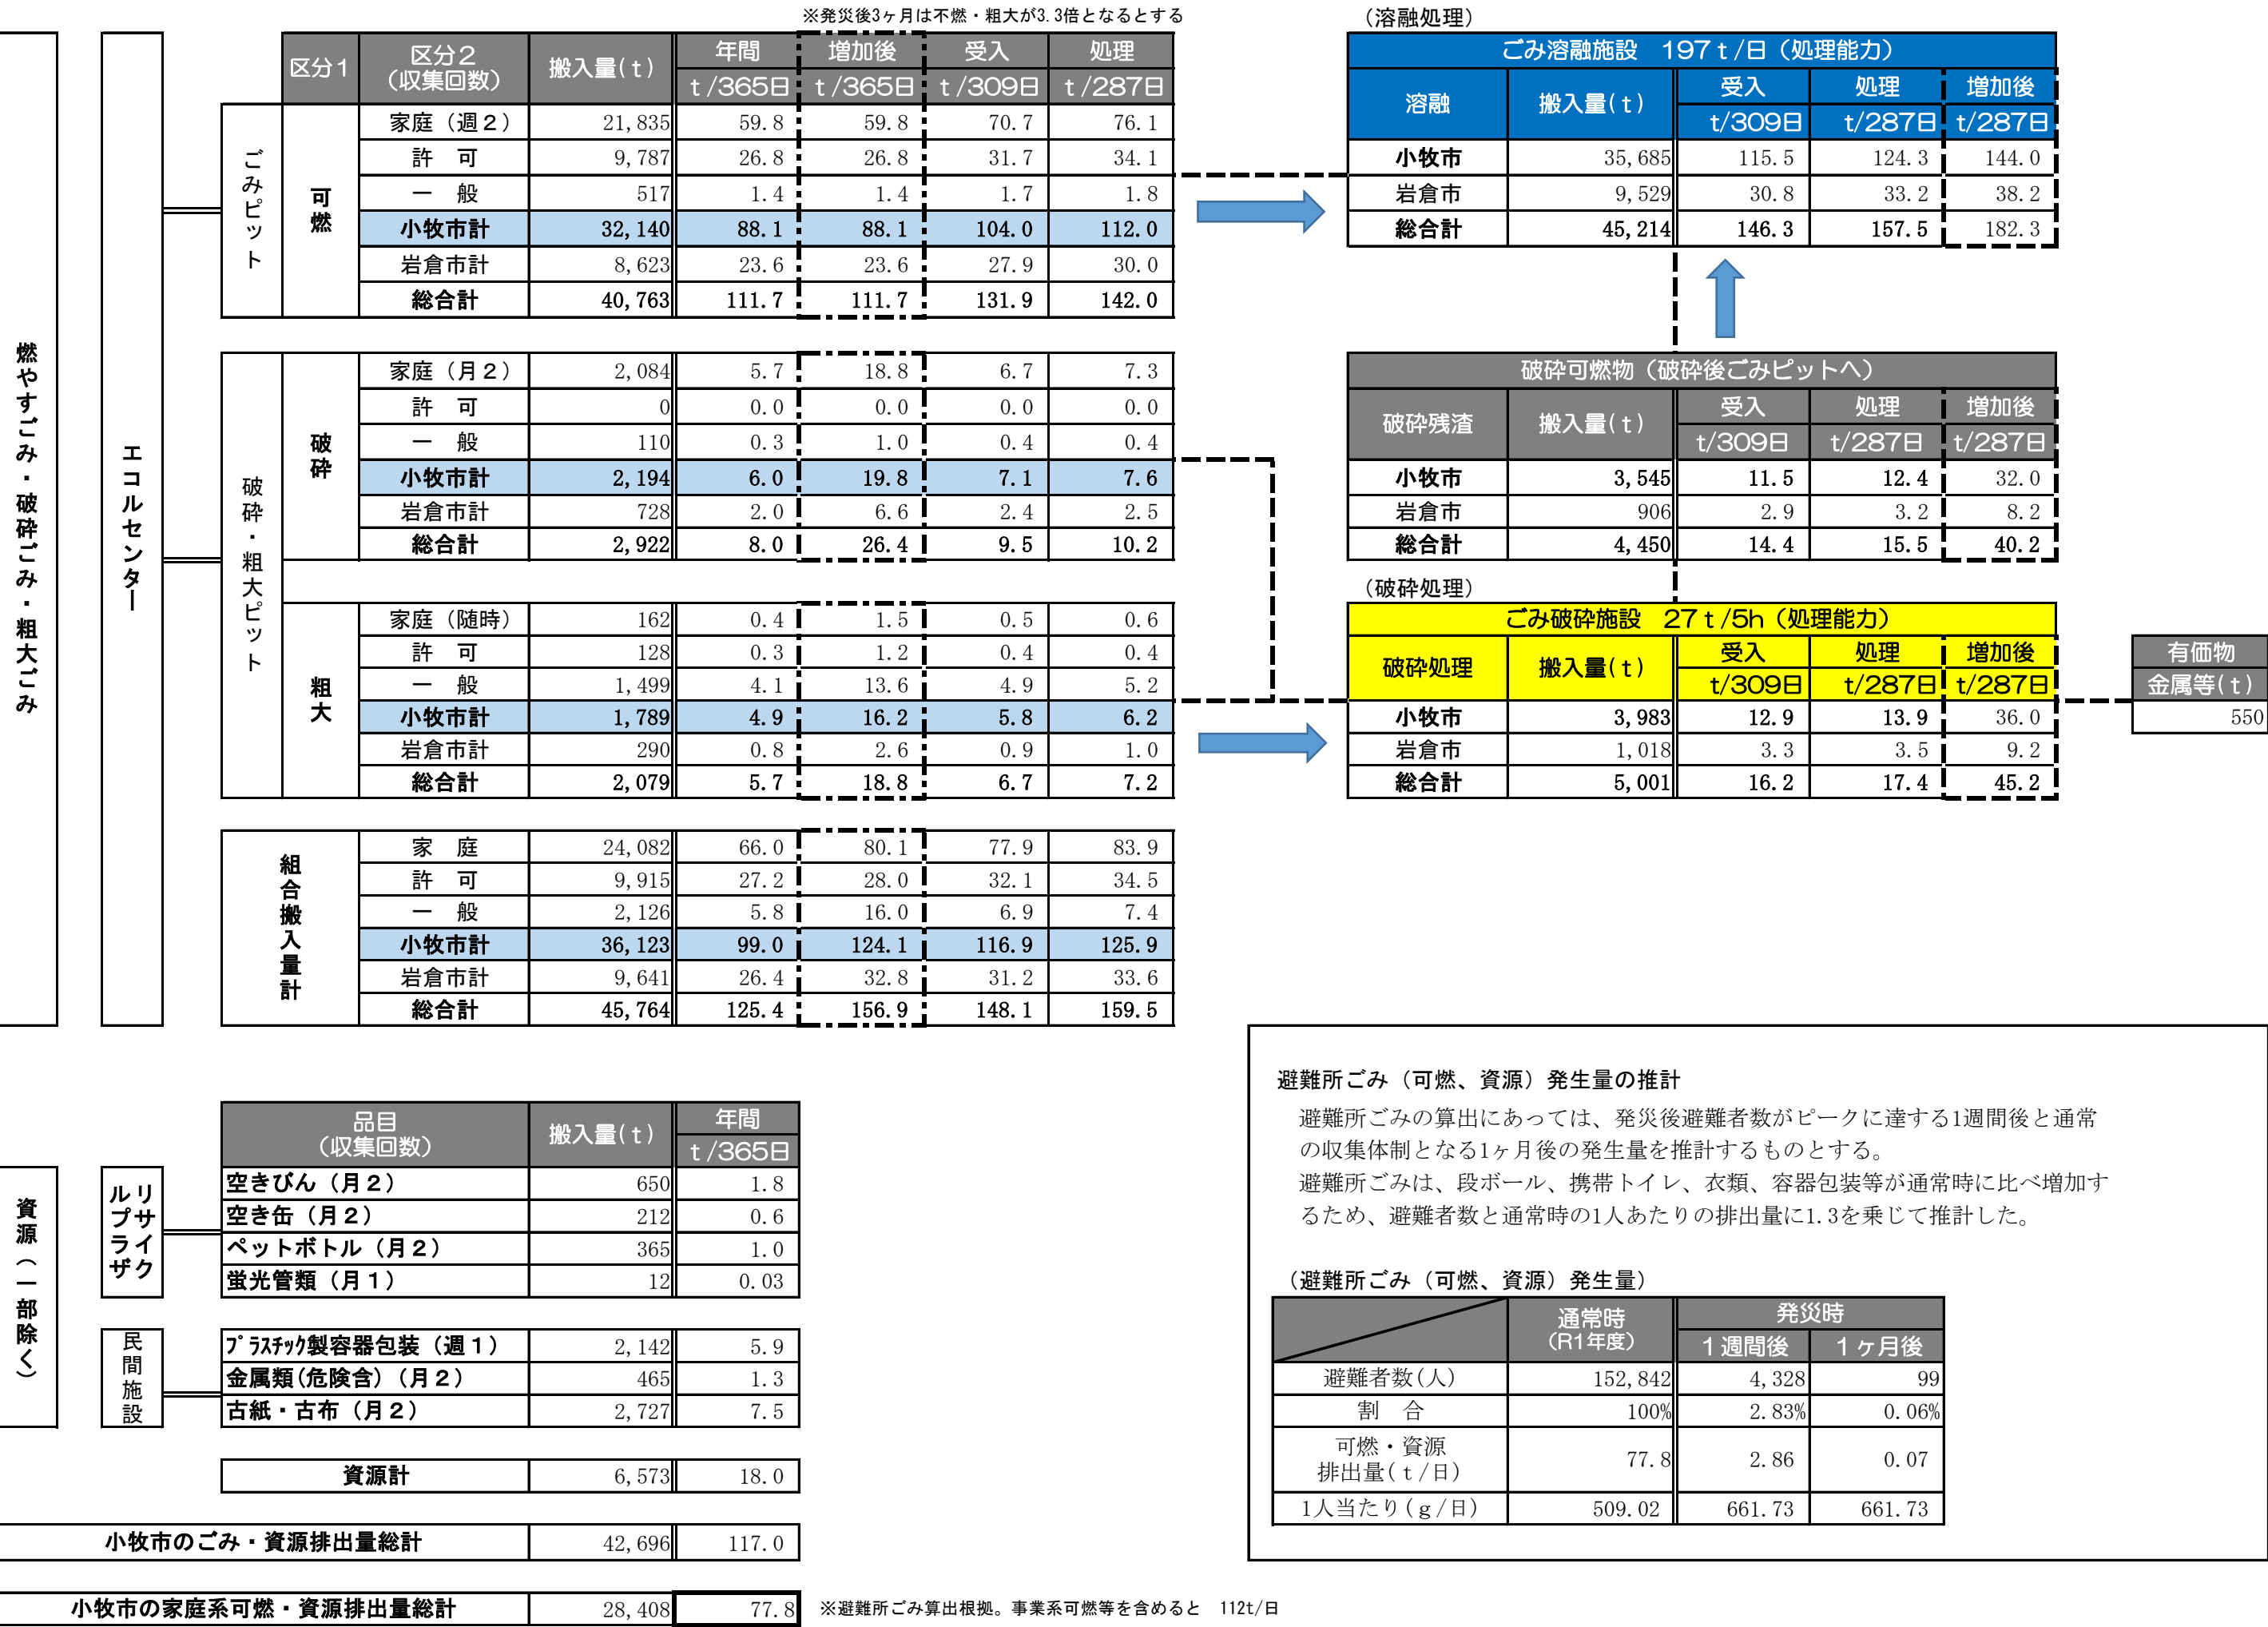 ※発災後3ヶ月は不燃・粗大が3.3倍となるとする
区分1 区分2（収集回数） 搬入量(t) 年間 増加後 受入 処理
t/365日 t/365日 t/309日 t/287日
燃やすごみ・破砕ごみ・粗大ごみ
エコルセンター
ごみピット
可燃
家庭（週2） 21,835 59.8 59.8 70.7 76.1
許　可 9,787 26.8 26.8 31.7 34.1
一　般 517 1.4 1.4 1.7 1.8
小牧市計 32,140 88.1 88.1 104.0 112.0
岩倉市計 8,623 23.6 23.6 27.9 30.0
総合計 40,763 111.7 111.7 131.9 142.0
破砕・粗大ピット
破砕
家庭（月2） 2,084 5.7 18.8 6.7 7.3
許　可 0 0.0 0.0 0.0 0.0
一　般 110 0.3 1.0 0.4 0.4
小牧市計 2,194 6.0 19.8 7.1 7.6
岩倉市計 728 2.0 6.6 2.4 2.5
総合計 2,922 8.0 26.4 9.5 10.2
粗大
家庭（随時） 162 0.4 1.5 0.5 0.6
許　可 128 0.3 1.2 0.4 0.4
一　般 1,499 4.1 13.6 4.9 5.2
小牧市計 1,789 4.9 16.2 5.8 6.2
岩倉市計 290 0.8 2.6 0.9 1.0
総合計 2,079 5.7 18.8 6.7 7.2
組合搬入量計
家　庭 24,082 66.0 80.1 77.9 83.9
許　可 9,915 27.2 28.0 32.1 34.5
一　般 2,126 5.8 16.0 6.9 7.4
小牧市計 36,123 99.0 124.1 116.9 125.9
岩倉市計 9,641 26.4 32.8 31.2 33.6
総合計 45,764 125.4 156.9 148.1 159.5
（溶融処理）
ごみ溶融施設　197t/日（処理能力）
溶融 搬入量(t) 受入 処理 増加後
t/309日 t/287日 t/287日
小牧市 35,685 115.5 124.3 144.0
岩倉市 9,529 30.8 33.2 38.2
総合計 45,214 146.3 157.5 182.3
破砕可燃物（破砕後ごみピットへ）
破砕残渣 搬入量(t) 受入 処理 増加後
t/309日 t/287日 t/287日
小牧市 3,545 11.5 12.4 32.0
岩倉市 906 2.9 3.2 8.2
総合計 4,450 14.4 15.5 40.2
（破砕処理）
ごみ破砕施設　27t/5h（処理能力）
破砕処理 搬入量(t) 受入 処理 増加後
t/309日 t/287日 t/287日
小牧市 3,983 12.9 13.9 36.0
岩倉市 1,018 3.3 3.5 9.2
総合計 5,001 16.2 17.4 45.2
有価物
金属等(t)
550
品目（収集回数） 搬入量(t) 年間
t/365日
資源（一部除く）
リサイクルプラザ
空きびん（月2） 650 1.8
空き缶（月2） 212 0.6
ペットボトル（月2） 365 1.0
蛍光管類（月1） 12 0.03
民間施設
ﾌﾟﾗｽﾁｯｸ製容器包装（週1） 2,142 5.9
金属類(危険含)（月2） 465 1.3
古紙・古布（月2） 2,727 7.5
資源計 6,573 18.0
小牧市のごみ・資源排出量総計 42,696 117.0
小牧市の家庭系可燃・資源排出量総計 28,408 77.8
※避難所ごみ算出根拠。事業系可燃等を含めると　112t/日
避難所ごみ（可燃、資源）発生量の推計
避難所ごみの算出にあっては、発災後避難者数がピークに達する1週間後と通常
の収集体制となる1ヶ月後の発生量を推計するものとする。
避難所ごみは、段ボール、携帯トイレ、衣類、容器包装等が通常時に比べ増加す
るため、避難者数と通常時の1人あたりの排出量に1.3を乗じて推計した。
（避難所ごみ（可燃、資源）発生量）
通常時（R1年度） 発災時
1週間後 1ヶ月後
避難者数(人) 152,842 4,328 99
割　合 100% 2.83% 0.06%
可燃・資源
排出量(t/日) 77.8 2.86 0.07
1人当たり(g/日) 509.02 661.73 661.73